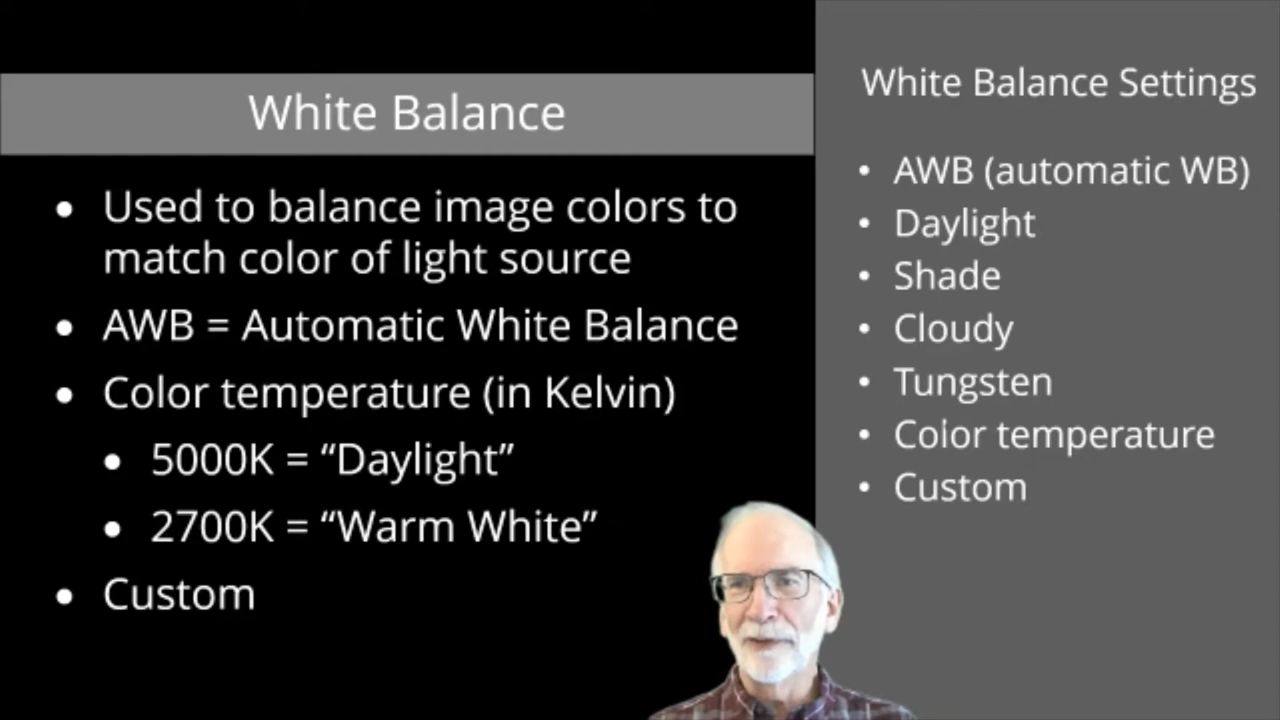 White Balance
• Used to balance image colors to
match color of light source
• AWB = Automatic White Balance
• Color temperature (in Kelvin)
• 5000K = “Daylight”
• 2700K = “Warm White”
• Custom
White Balance Settings
• AWB (automatic WB)
• Daylight
• Shade
• Cloudy
• Tungsten
• Color temperature
• Custom